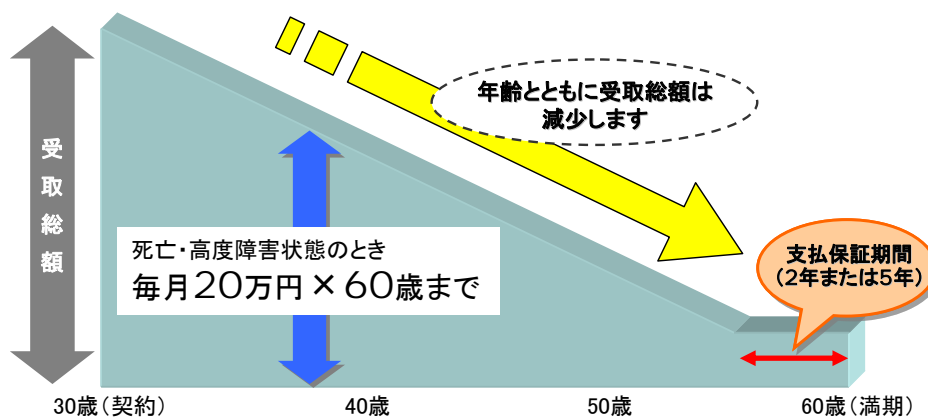 年齢とともに受取総額は
減少します
受取総額
死亡・高度障害状態のとき
毎月20万円×60歳まで
支払保証期間
(2年または5年)
30歳(契約)
40歳
50歳
60歳(満期)